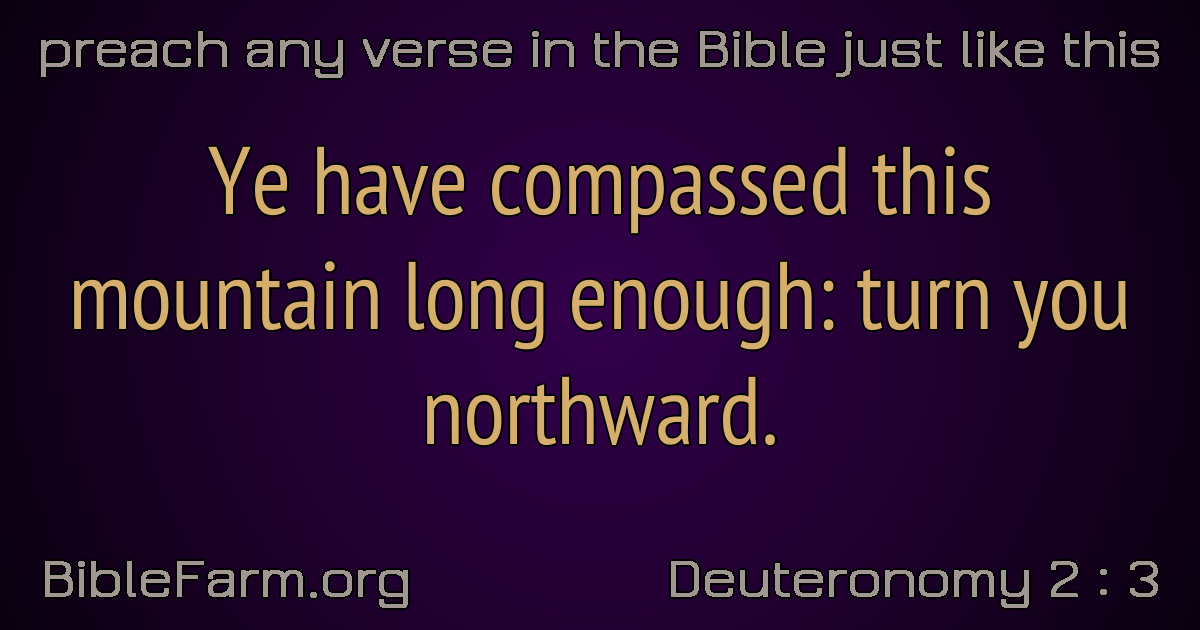 preach any verse in the Bible just like this
Ye have compassed this
mountain long enough: turn you
northward.
BibleFarm.org
Deuteronomy 2 : 3